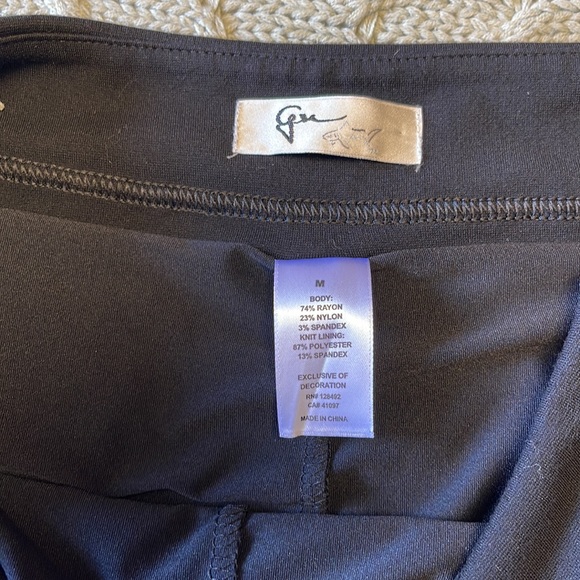 M
BODY:
74% RAYON
23% NYLON
3% SPANDEX
KNIT LINING:
87% POLYESTER
13% SPANDEX
EXCLUSIVE OF
DECORATION
RN# 128492
CA# 41097
MADE IN CHINA